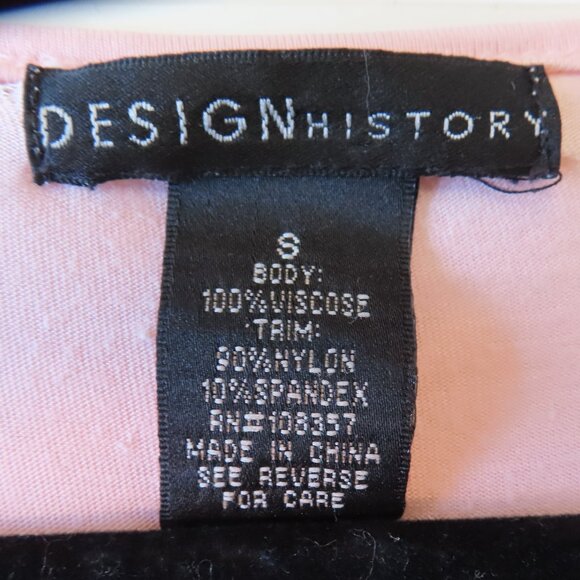 DESIGNHISTORY
S
BODY:
100%VISCOSE
TRIM:
90%NYLON
10%SPANDEX
RN#108357
MADE IN CHINA
SEE REVERSE
FOR CARE